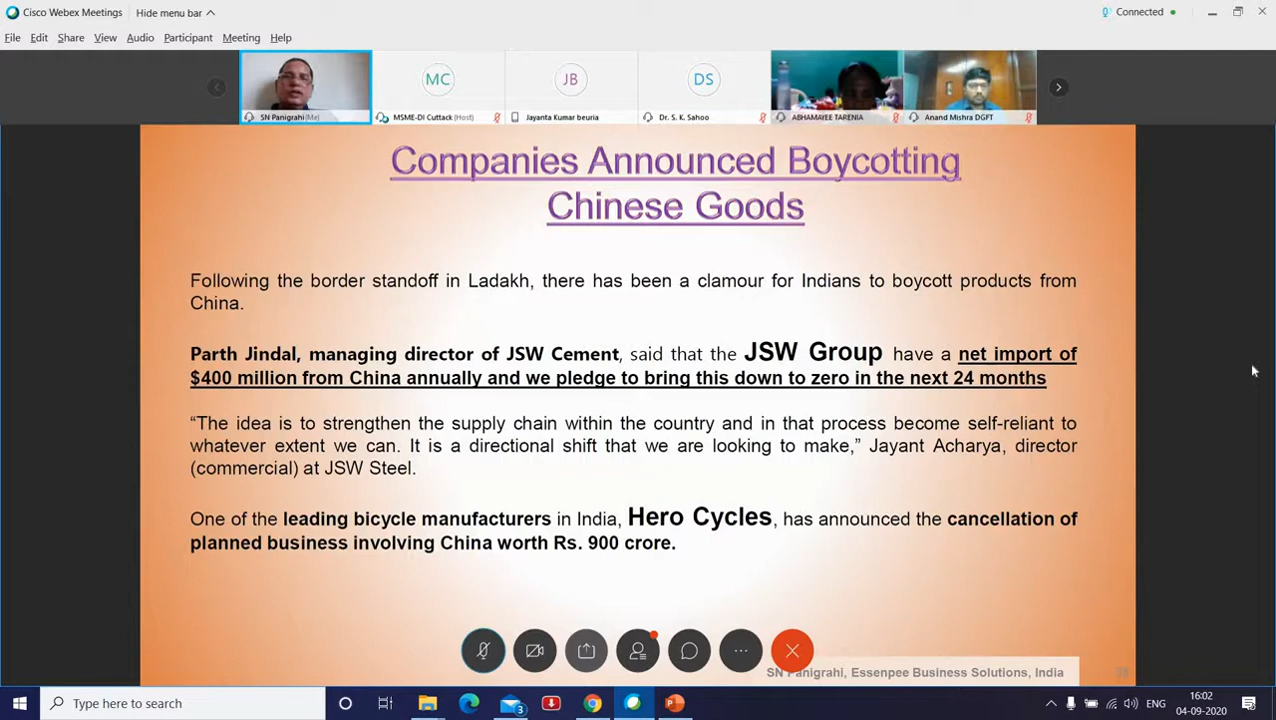 Cisco Webex Meetings
Hide menu bar
Connected
File Edit Share View Audio Participant Meeting Help
MC
JB
DS
SN Panigrahi (Me)
MSME-DI Cuttack (Host)
Jayanta Kumar beuria
Dr. S. K. Sahoo
ABHAMAYEE TARENIA
Anand Mishra DGFT
Companies Announced Boycotting
Chinese Goods
Following the border standoff in Ladakh, there has been a clamour for Indians to boycott products from
China.
Parth Jindal, managing director of JSW Cement, said that the JSW Group have a net import of
$400 million from China annually and we pledge to bring this down to zero in the next 24 months
“The idea is to strengthen the supply chain within the country and in that process become self-reliant to
whatever extent we can. It is a directional shift that we are looking to make,” Jayant Acharya, director
(commercial) at JSW Steel.
One of the leading bicycle manufacturers in India, Hero Cycles, has announced the cancellation of
planned business involving China worth Rs. 900 crore.
SN Panigrahi, Essenpee Business Solutions, India
Type here to search
3
ENG
16:02
04-09-2020